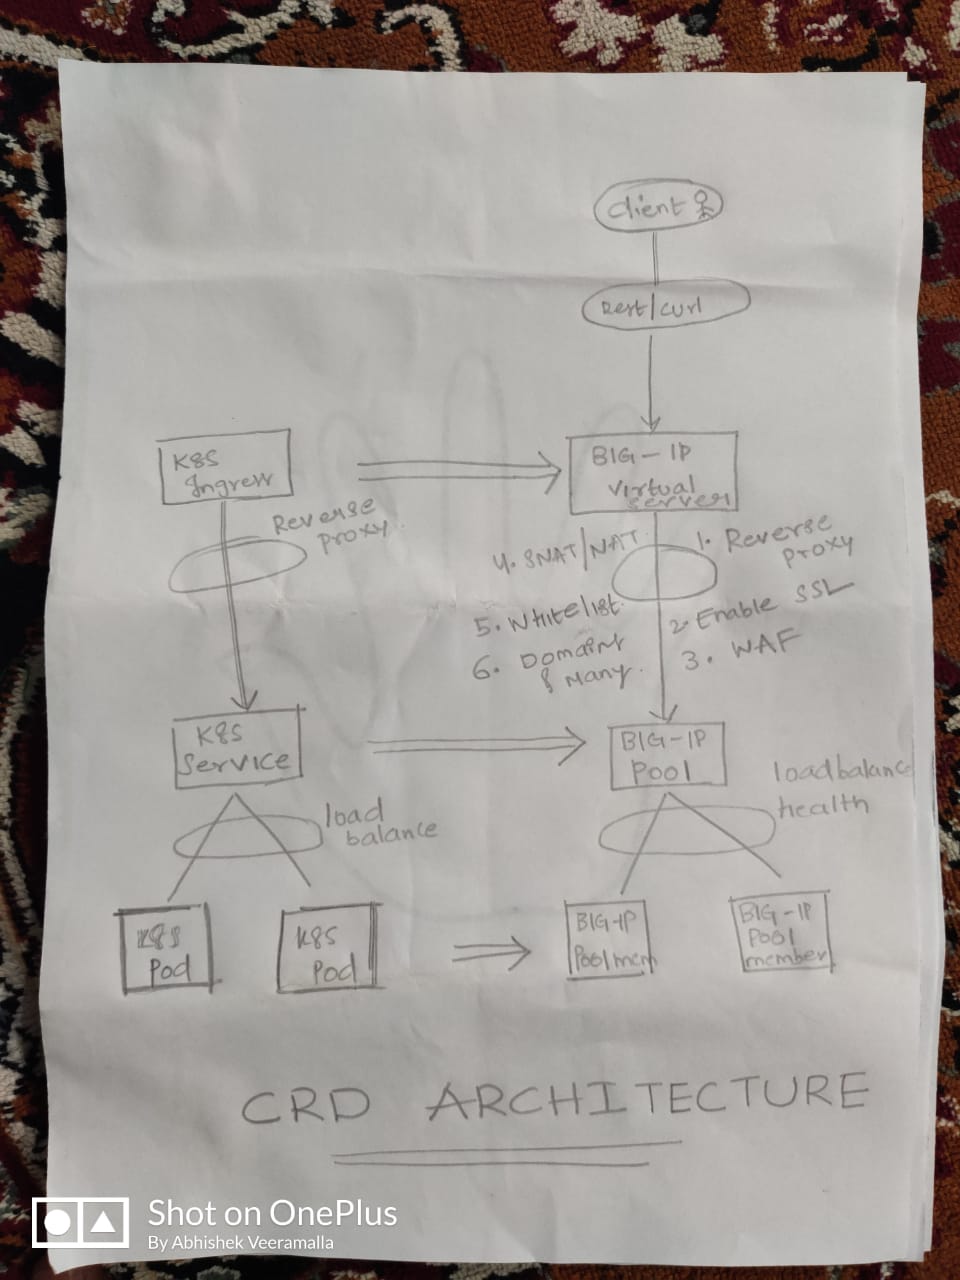 Client
Rest/curl
K8S
Ingress
BIG-IP
Virtual
server
Reverse
proxy.
4. SNAT/NAT.
1. Reverse
proxy
5. Whitelist.
2. Enable SSL
6. Domains
& Many.
3. WAF
K8S
Service
BIG-IP
Pool
load
balance
loadbalance
health
K8S
Pod
K8S
Pod
BIG-IP
Pool mem
BIG-IP
Pool
member
CRD ARCHITECTURE
Shot on OnePlus
By Abhishek Veeramalla